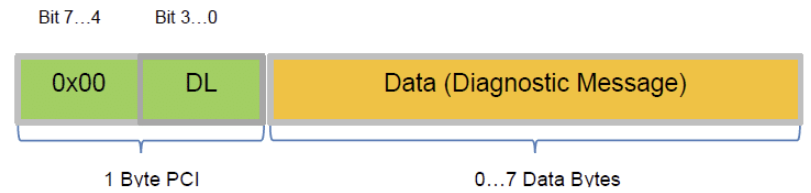 Bit 7…4 Bit 3…0
0x00 DL Data (Diagnostic Message)
1 Byte PCI 0…7 Data Bytes